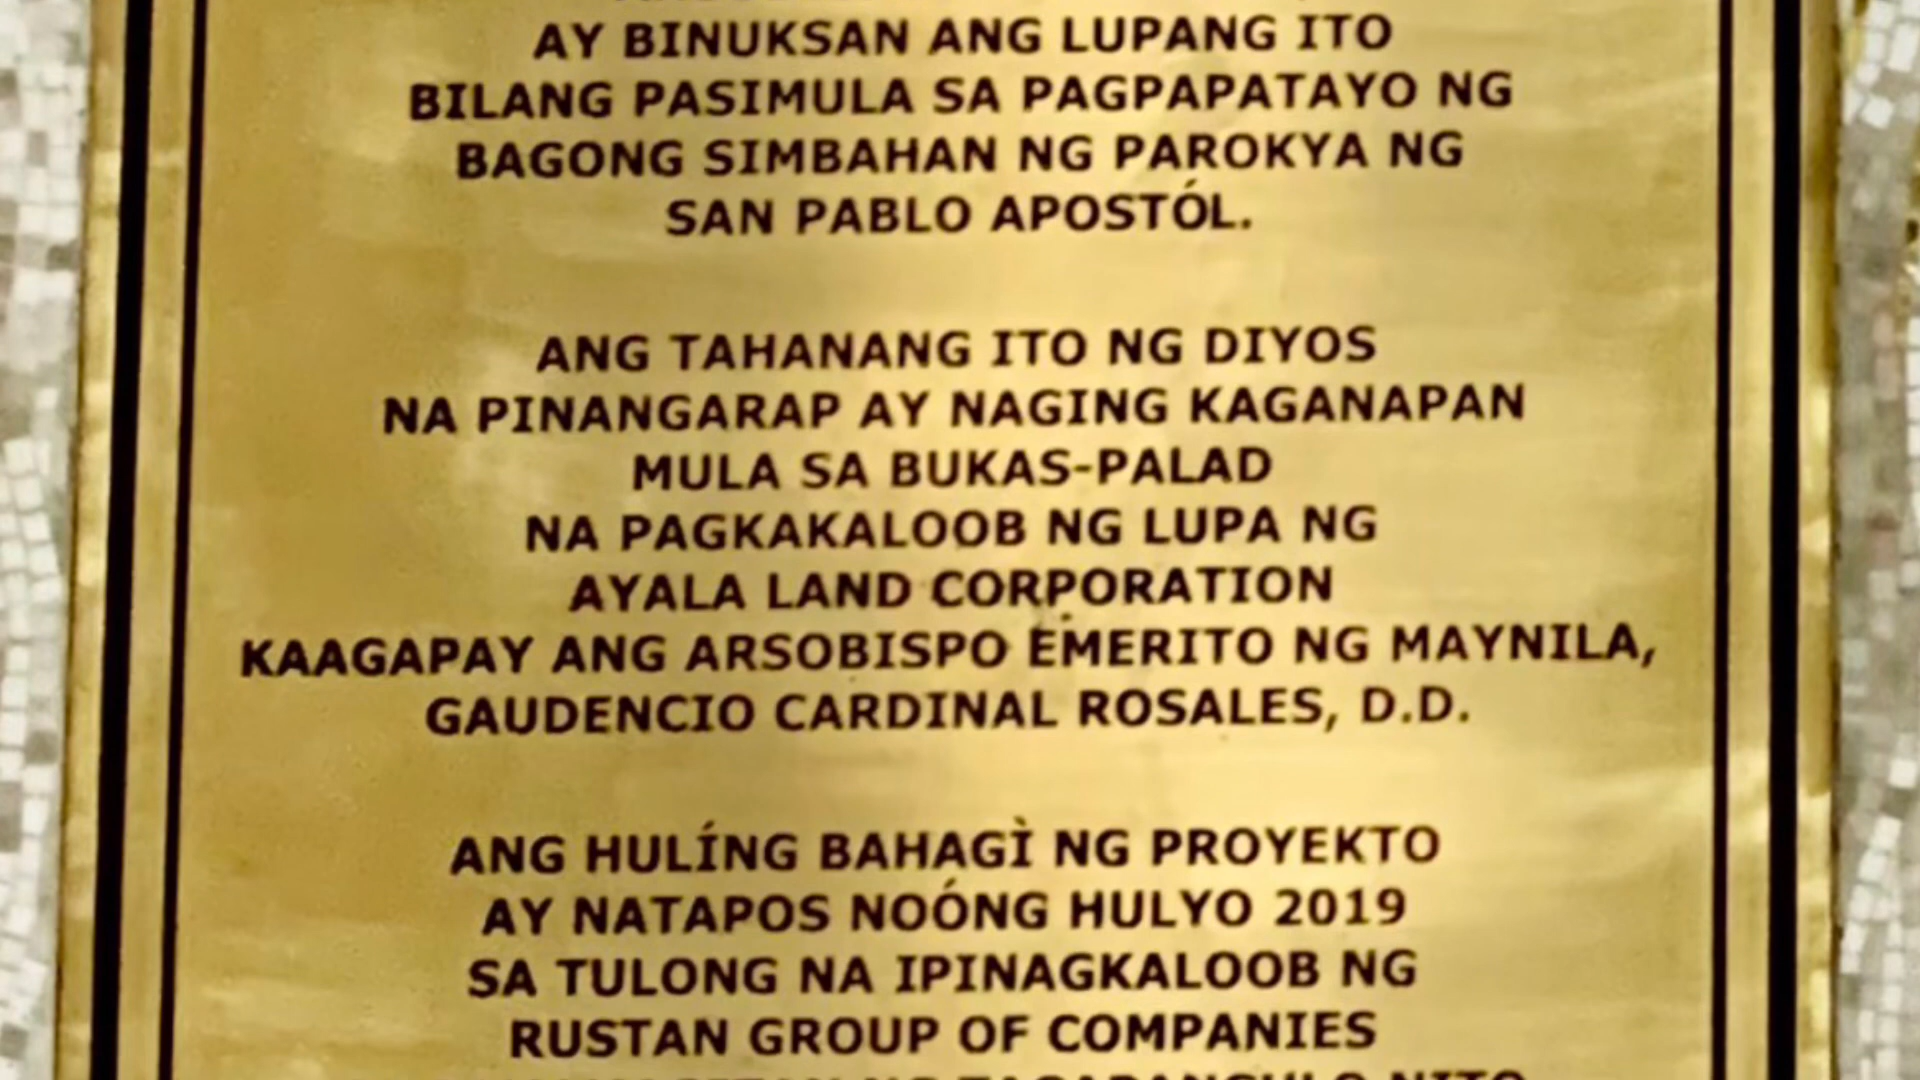 AY BINUKSAN ANG LUPANG ITO
BILANG PASIMULA SA PAGPAPATAYO NG
BAGONG SIMBAHAN NG PAROKYA NG
SAN PABLO APOSTÓL.
ANG TAHANANG ITO NG DIYOS
NA PINANGARAP AY NAGING KAGANAPAN
MULA SA BUKAS-PALAD
NA PAGKAKALOOB NG LUPA NG
AYALA LAND CORPORATION
KAAGAPAY ANG ARSOBISPO EMERITO NG MAYNILA,
GAUDENCIO CARDINAL ROSALES, D.D.
ANG HULÍNG BAHAGÌ NG PROYEKTO
AY NATAPOS NOÓNG HULYO 2019
SA TULONG NA IPINAGKALOOB NG
RUSTAN GROUP OF COMPANIES